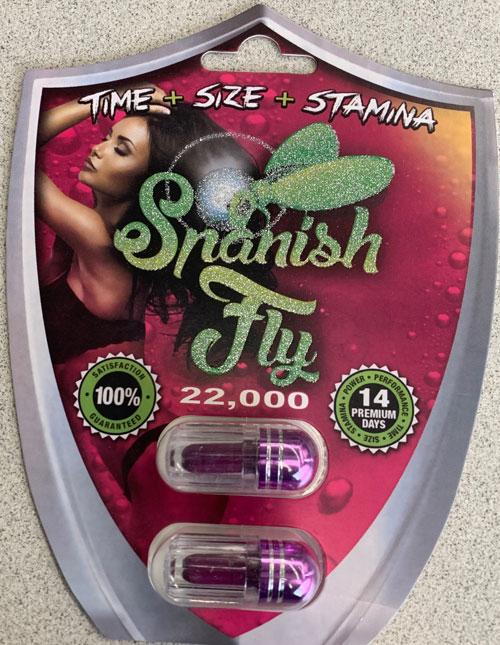 TIME + SIZE + STAMINA
Spanish
Fly
22,000
SATISFACTION
100%
GUARANTEED
POWER • PERFORMANCE
14
PREMIUM
DAYS
TIME • SIZE • STAMINA